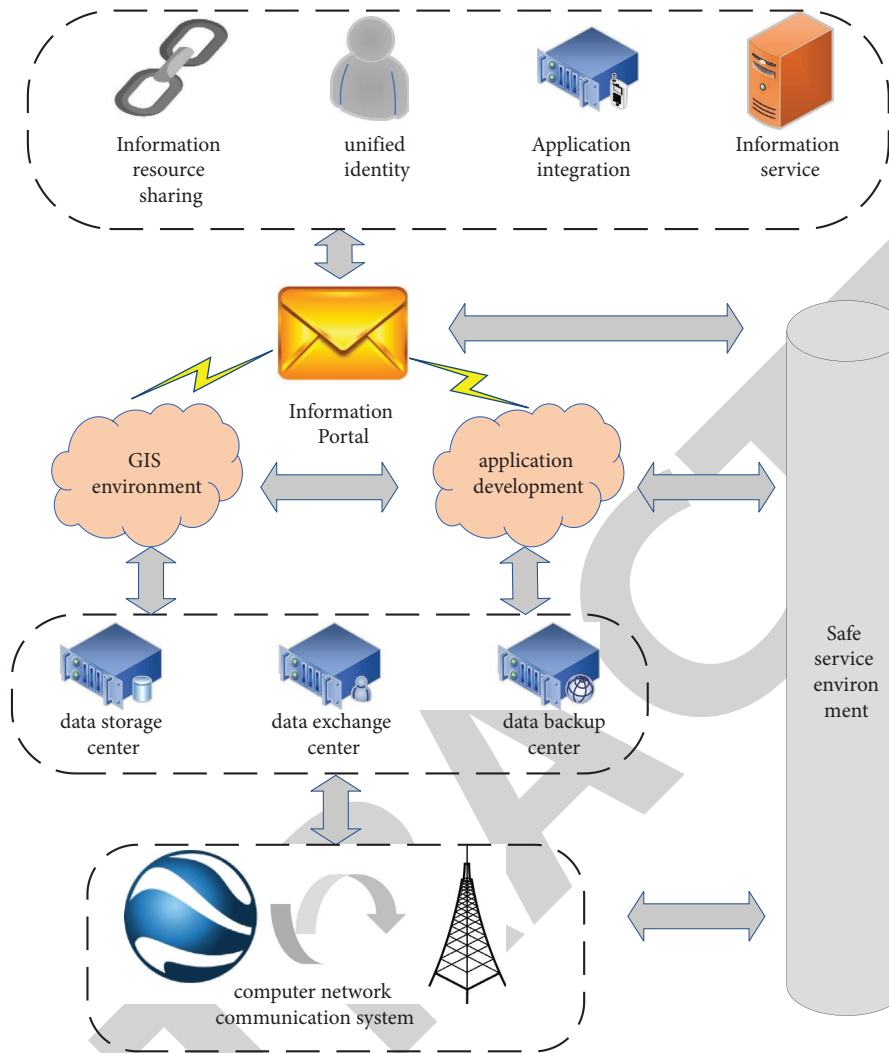 Information
resource
sharing
unified
identity
Application
integration
Information
service
Information
Portal
GIS
environment
application
development
data storage
center
data exchange
center
data backup
center
Safe
service
environ
ment
computer network
communication system